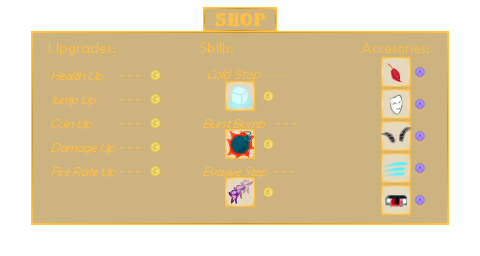 SHOP
Upgrades:
Health Up ---
Jump Up ---
Coin Up ---
Damage Up ---
Fire Rate Up ---
Skills:
Cold Stop ---
Burst Bomb ---
Evasive Step ---
Accesories: